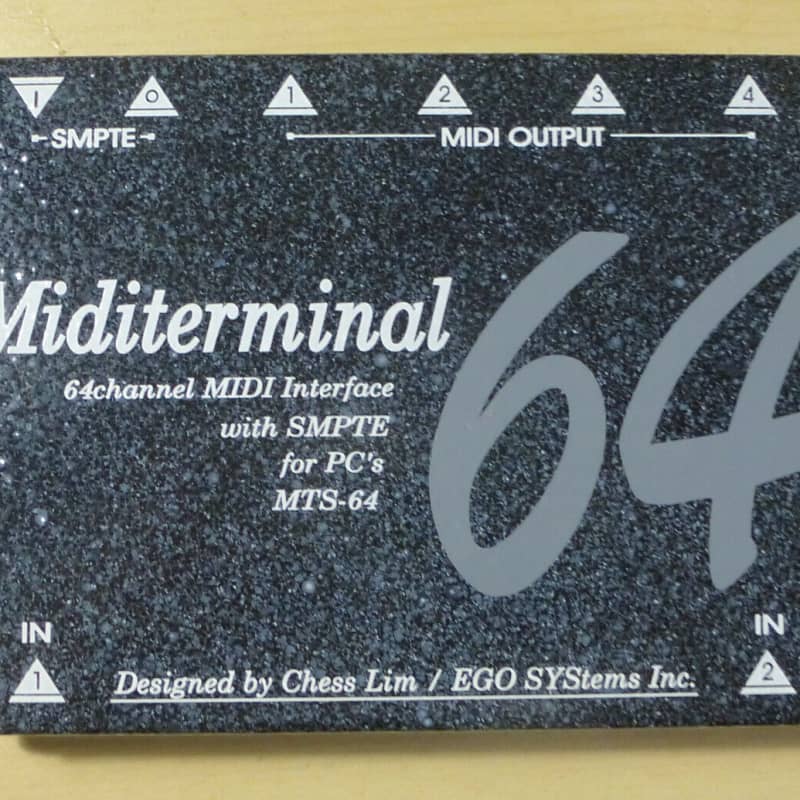 I O 1 2 3 4
SMPTE MIDI OUTPUT
Miditerminal 64
64channel MIDI Interface
with SMPTE
for PC's
MTS-64
IN IN
1 2
Designed by Chess Lim / EGO SYStems Inc.